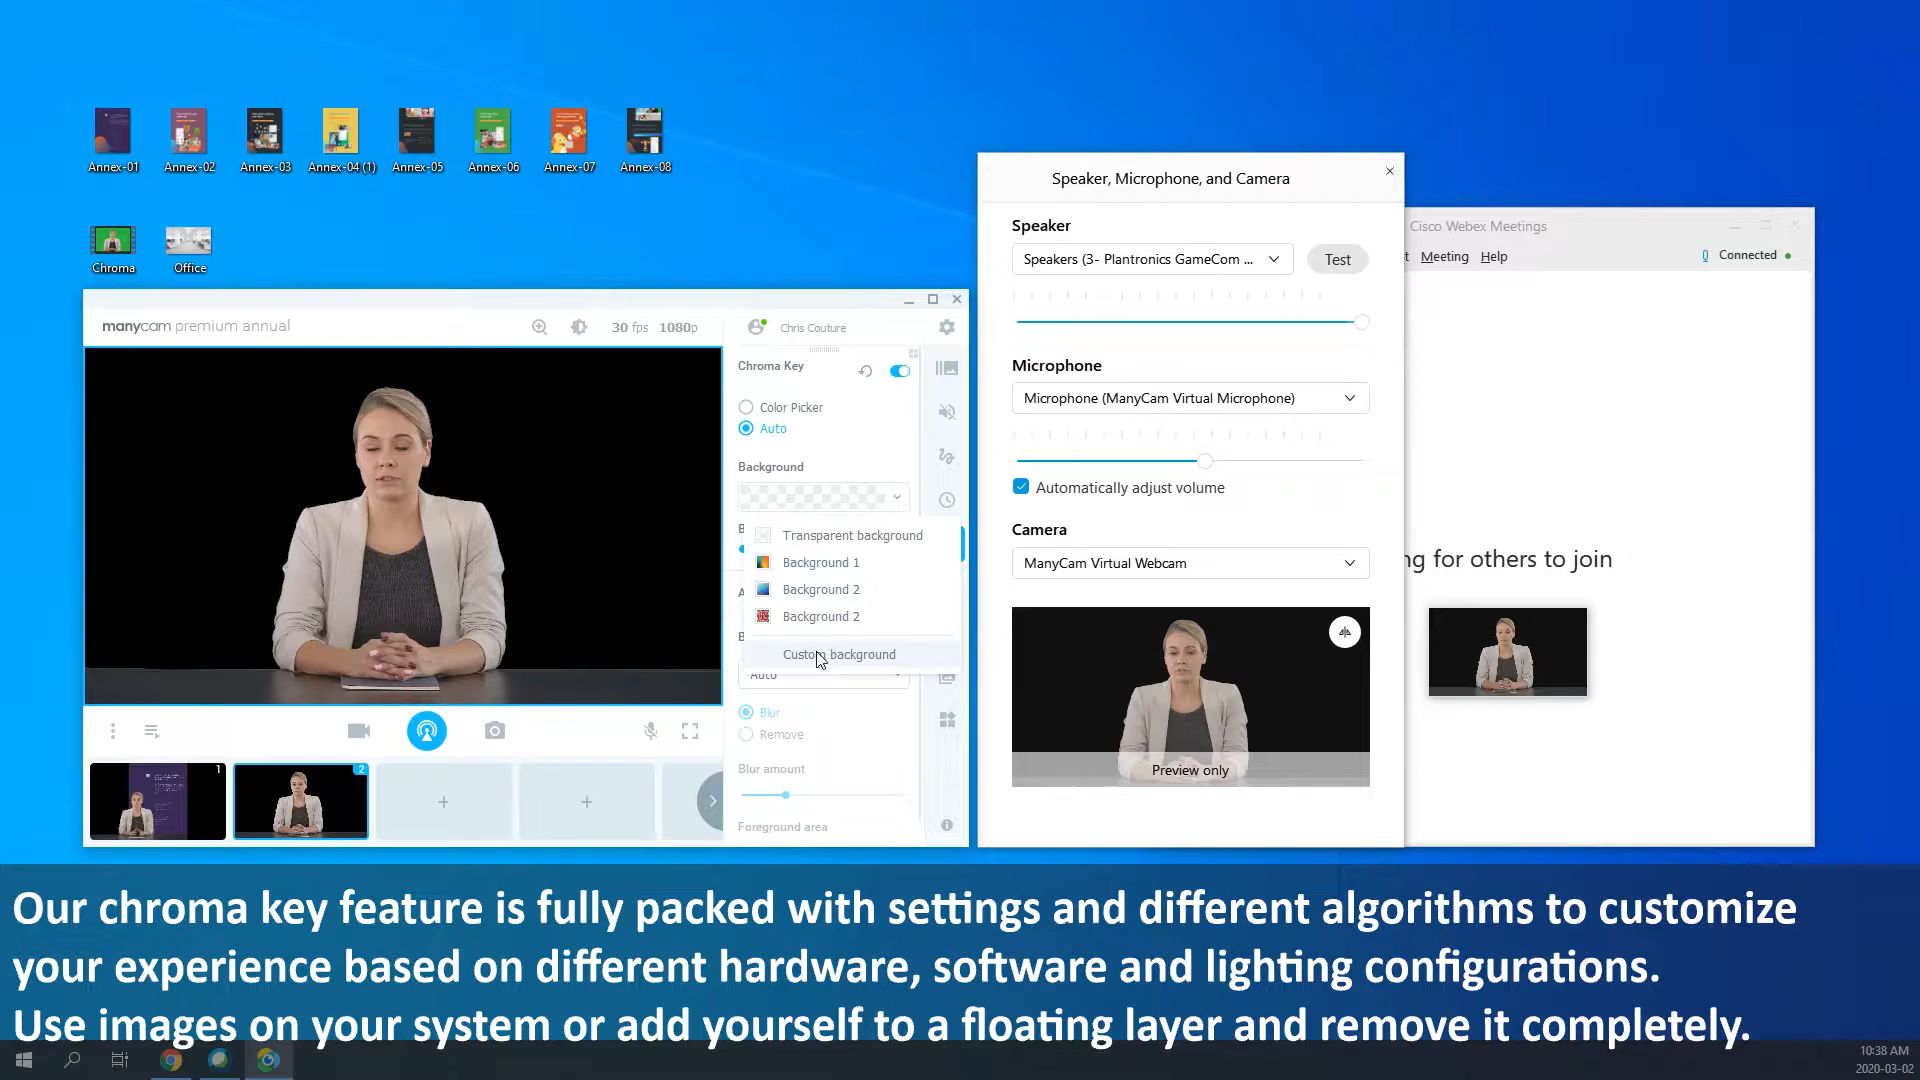 Annex-01
Annex-02
Annex-03
Annex-04 (1)
Annex-05
Annex-06
Annex-07
Annex-08
Chroma
Office
manycam premium annual
30 fps 1080p
Chris Couture
Chroma Key
Color Picker
Auto
Background
B
Transparent background
Background 1
Background 2
Background 2
A
B
Custom background
Auto
Blur
Remove
Blur amount
Foreground area
1
2
Speaker, Microphone, and Camera
Speaker
Speakers (3- Plantronics GameCom ...
Test
Microphone
Microphone (ManyCam Virtual Microphone)
Automatically adjust volume
Camera
ManyCam Virtual Webcam
Preview only
Cisco Webex Meetings
t Meeting Help
Connected
ng for others to join
Our chroma key feature is fully packed with settings and different algorithms to customize
your experience based on different hardware, software and lighting configurations.
Use images on your system or add yourself to a floating layer and remove it completely.
10:38 AM
2020-03-02